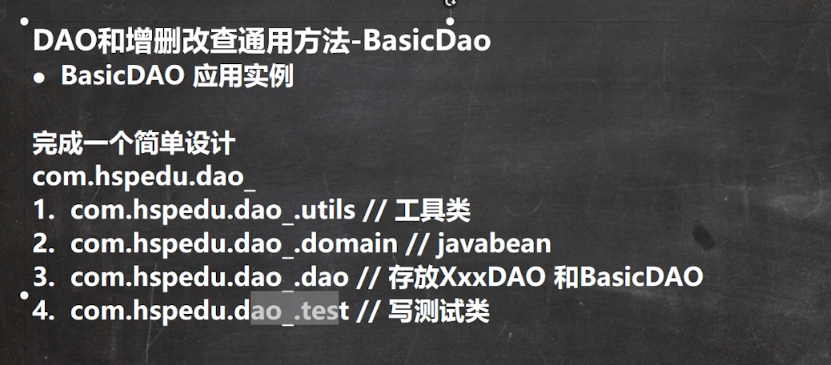 DAO和增删改查通用方法-BasicDao
● BasicDAO 应用实例
完成一个简单设计
com.hspedu.dao_
1. com.hspedu.dao_.utils // 工具类
2. com.hspedu.dao_.domain // javabean
3. com.hspedu.dao_.dao // 存放XxxDAO 和BasicDAO
4. com.hspedu.dao_.test // 写测试类